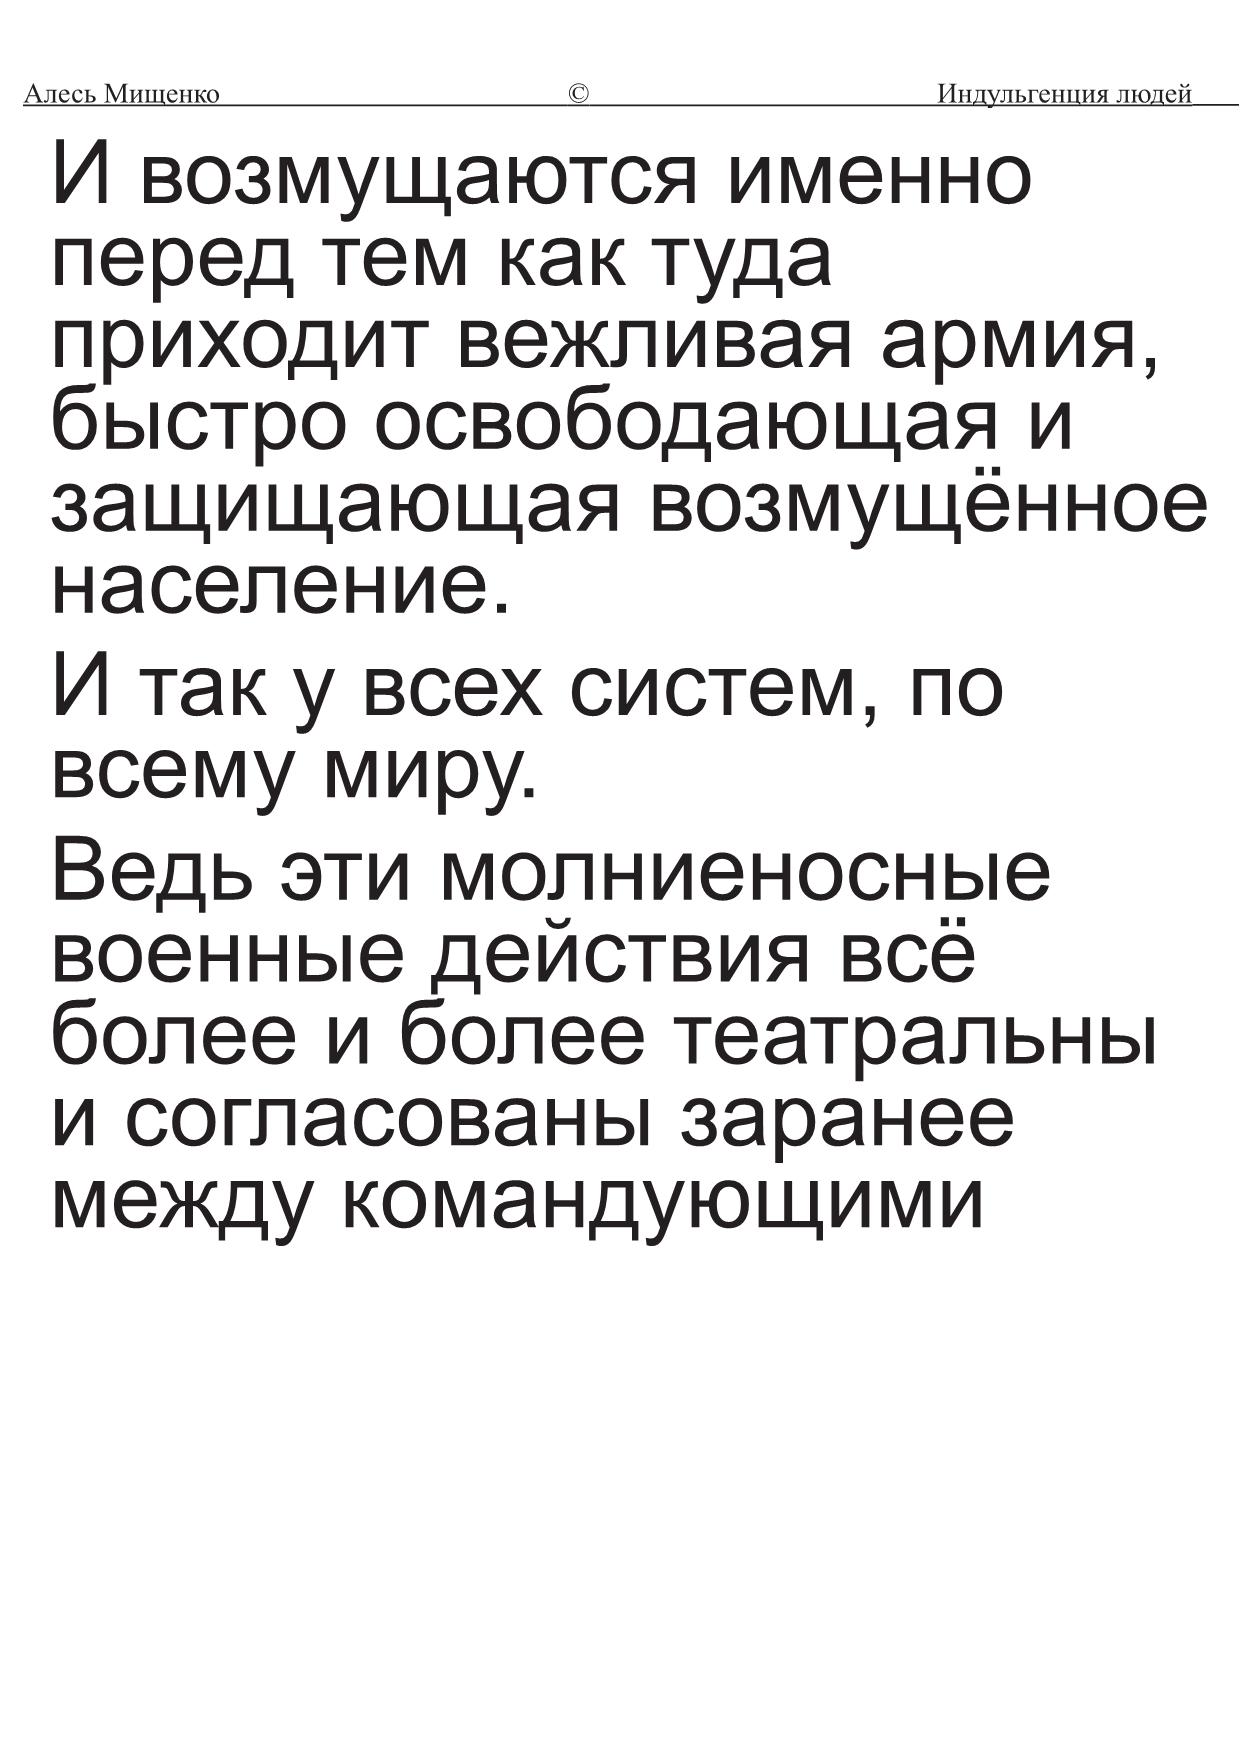 Алесь Мищенко © Индульгенция людей
И возмущаются именно
перед тем как туда
приходит вежливая армия,
быстро освободающая и
защищающая возмущённое
население.
И так у всех систем, по
всему миру.
Ведь эти молниеносные
военные действия всё
более и более театральны
и согласованы заранее
между командующими